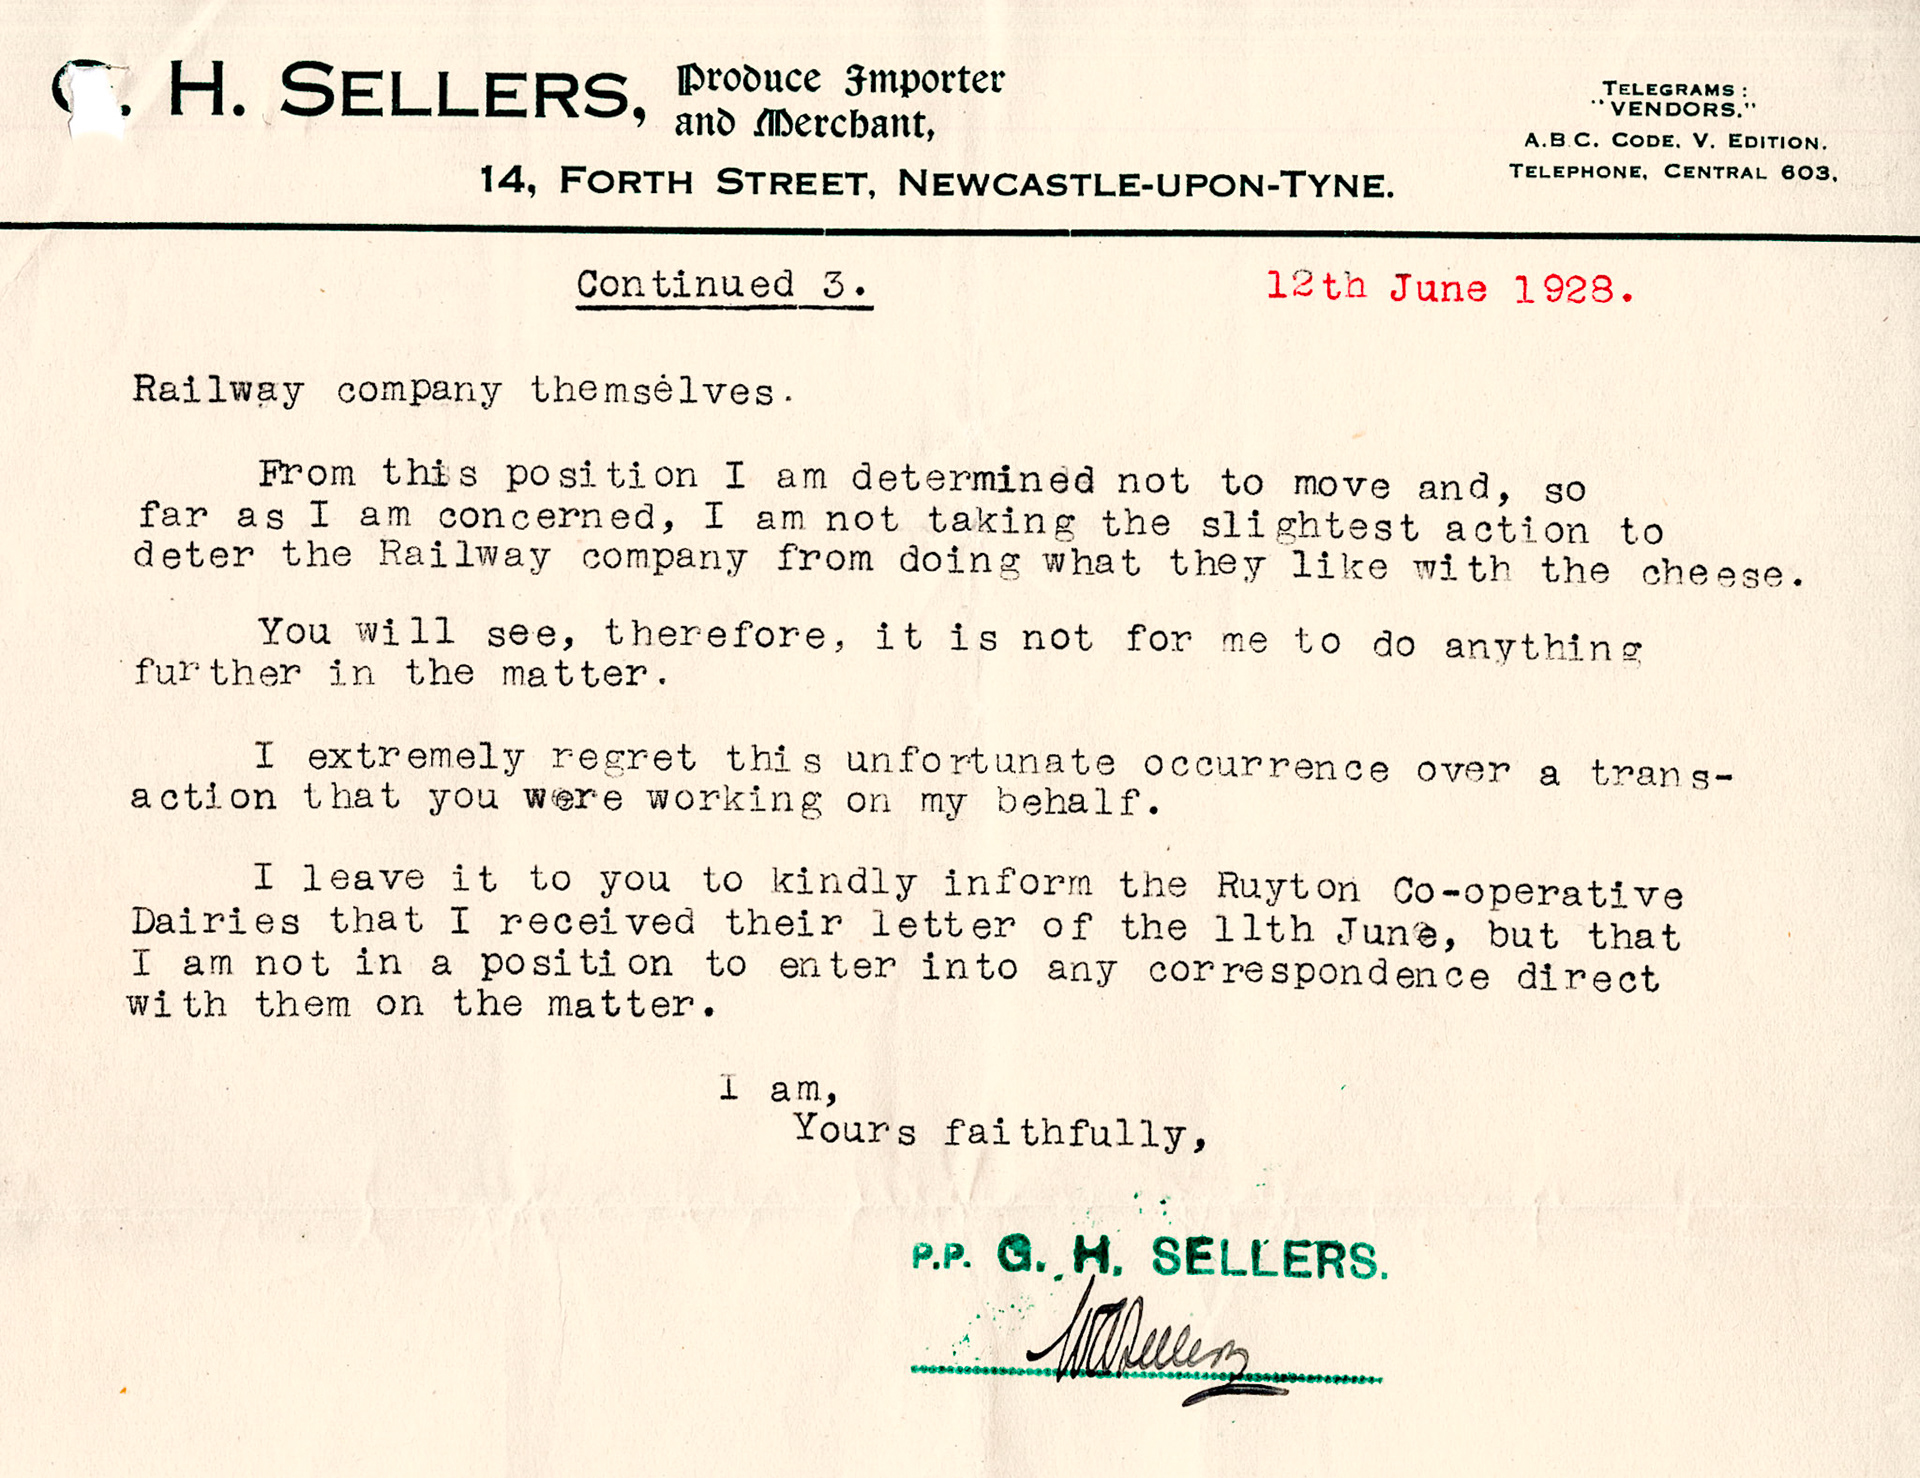 G. H. SELLERS, Produce Importer and Merchant,
14, FORTH STREET, NEWCASTLE-UPON-TYNE.
TELEGRAMS:
"VENDORS."
A.B.C. CODE. V. EDITION.
TELEPHONE, CENTRAL 603.
Continued 3.
12th June 1928.
Railway company themselves.
From this position I am determined not to move and, so
far as I am concerned, I am not taking the slightest action to
deter the Railway company from doing what they like with the cheese.
You will see, therefore, it is not for me to do anything
further in the matter.
I extremely regret this unfortunate occurrence over a trans-
action that you were working on my behalf.
I leave it to you to kindly inform the Ruyton Co-operative
Dairies that I received their letter of the 11th June, but that
I am not in a position to enter into any correspondence direct
with them on the matter.
I am,
Yours faithfully,
P.P. G. H. SELLERS.
Sellers